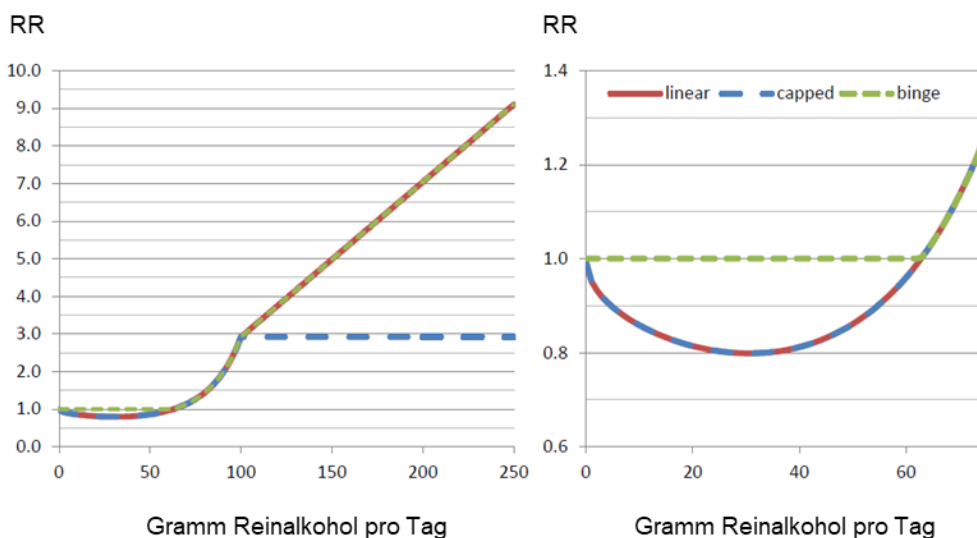 RR
10.0
9.0
8.0
7.0
6.0
5.0
4.0
3.0
2.0
1.0
0.0
0 50 100 150 200 250
Gramm Reinalkohol pro Tag
RR
1.4
linear capped binge
1.2
1.0
0.8
0.6
0 20 40 60
Gramm Reinalkohol pro Tag